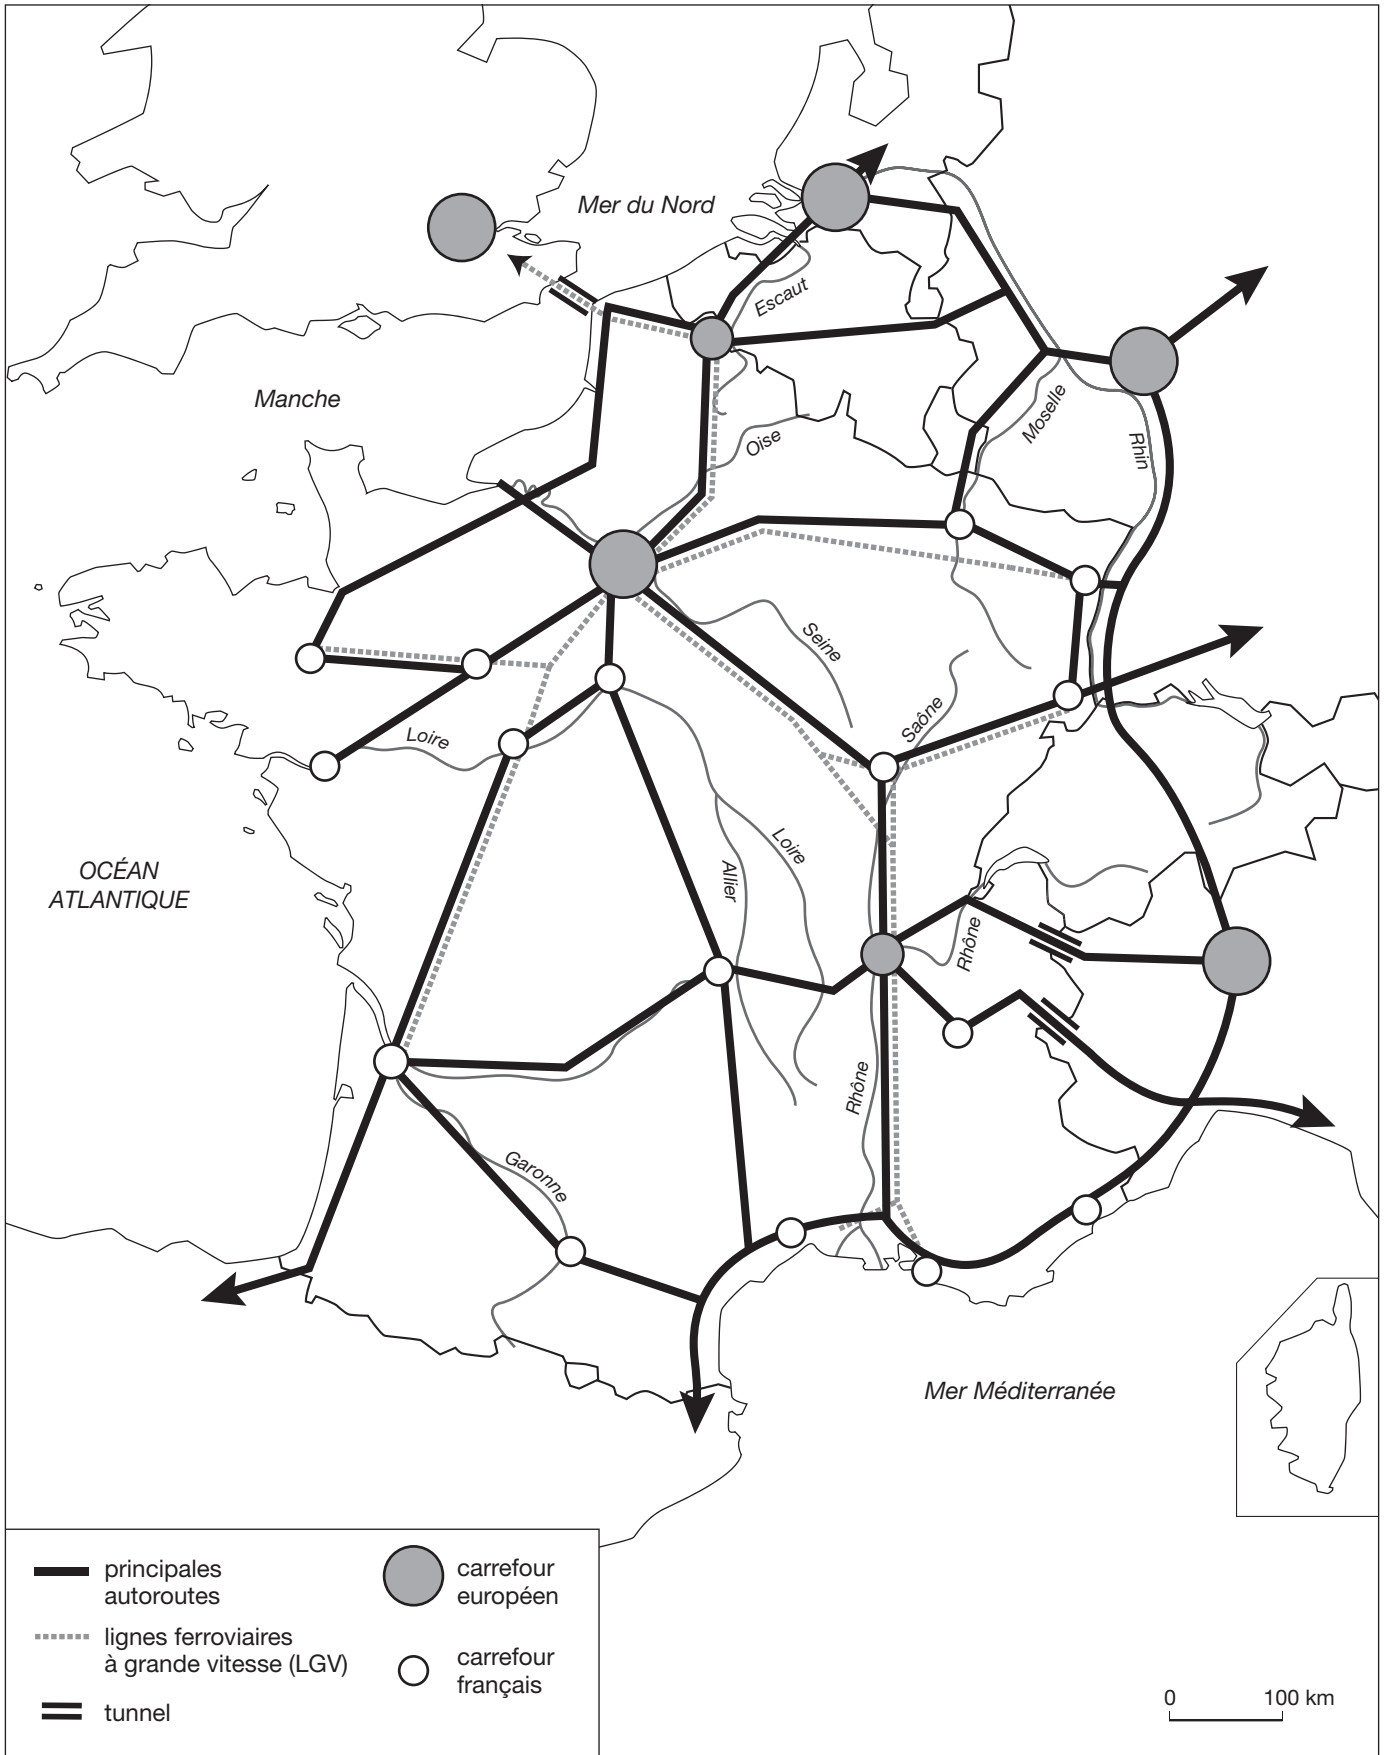 Mer du Nord
Escaut
Manche
Oise
Moselle
Rhin
Seine
Saône
Loire
Loire
Allier
OCÉAN
ATLANTIQUE
Rhône
Rhône
Garonne
Mer Méditerranée
principales
autoroutes
lignes ferroviaires
à grande vitesse (LGV)
tunnel
carrefour
européen
carrefour
français
0 100 km